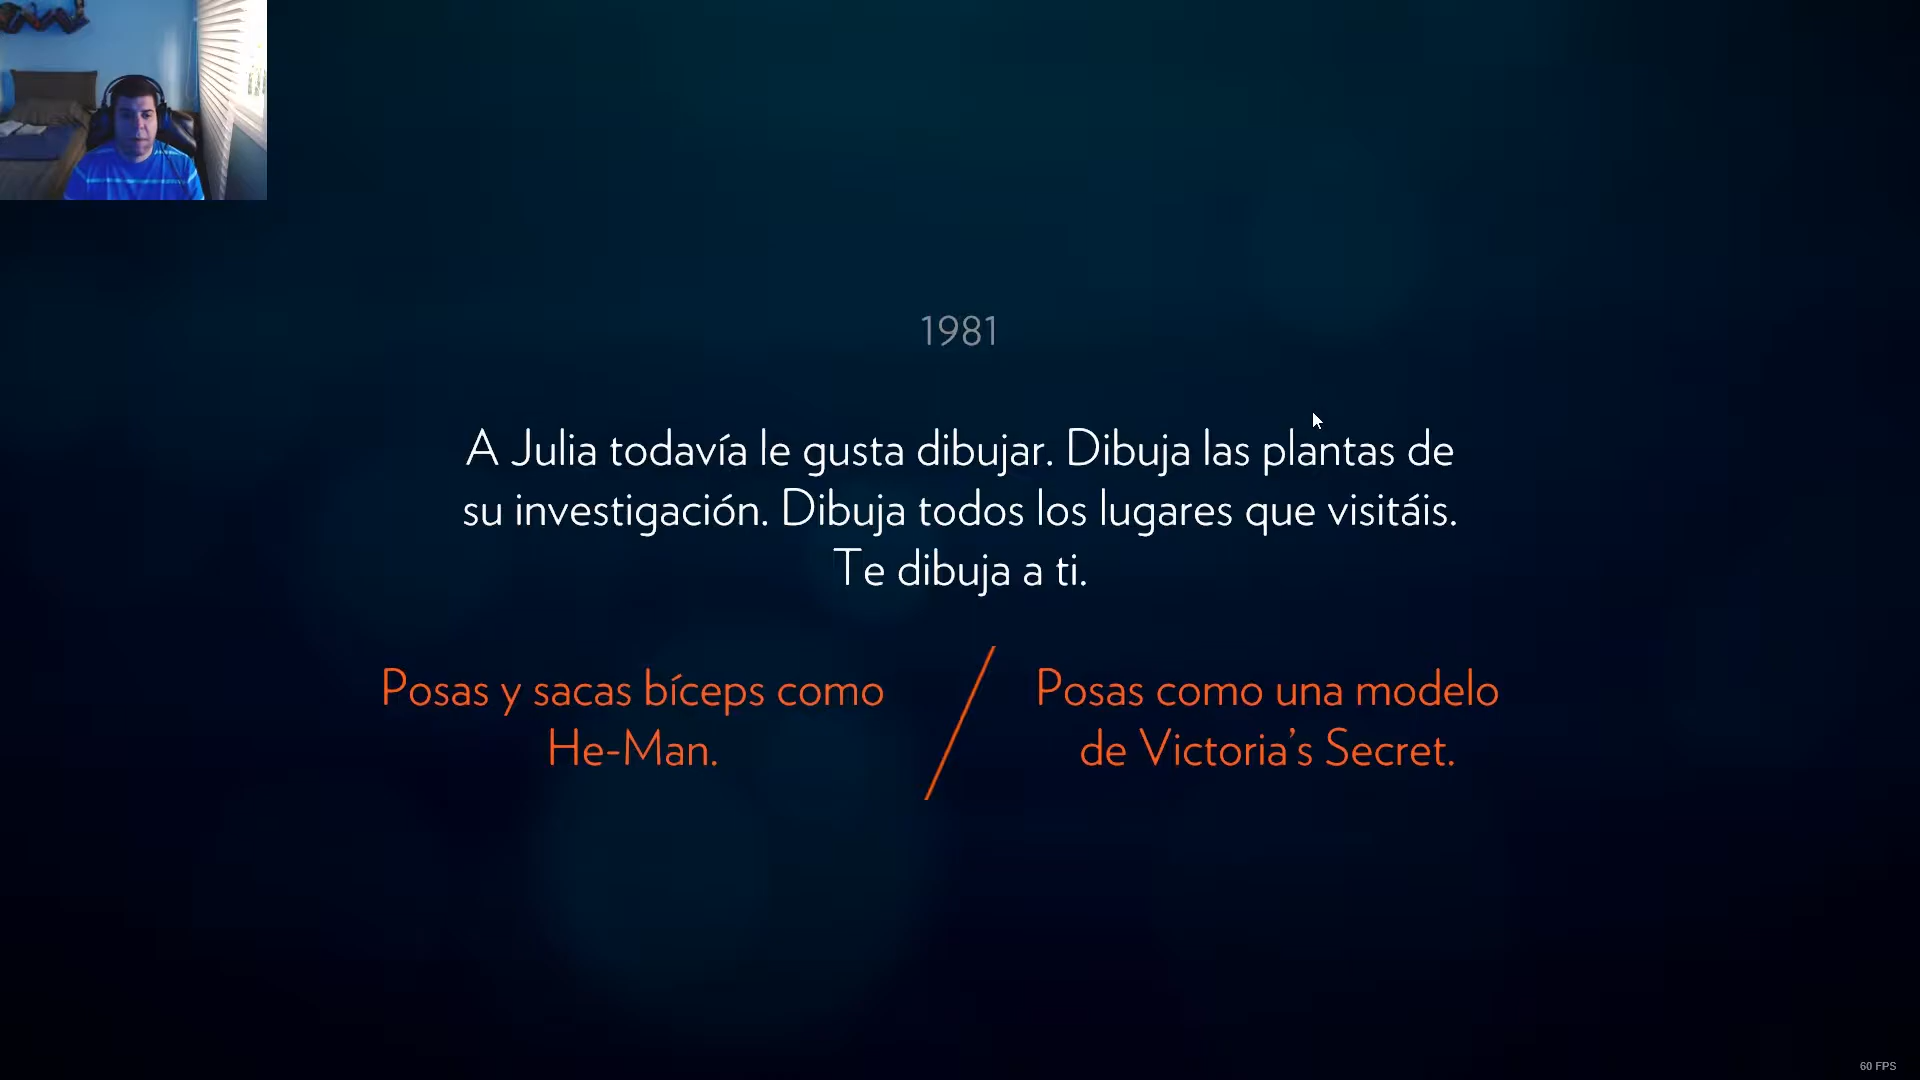 1981
A Julia todavía le gusta dibujar. Dibuja las plantas de
su investigación. Dibuja todos los lugares que visitáis.
Te dibuja a ti.
Posas y sacas bíceps como
He-Man.
Posas como una modelo
de Victoria’s Secret.
60 FPS